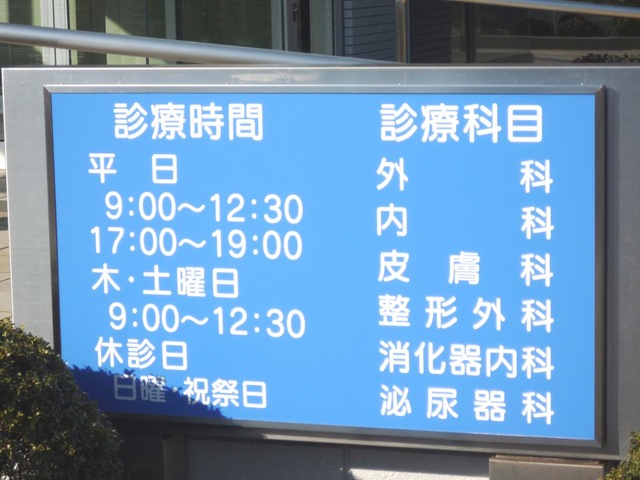 診療時間
平日
9:00～12:30
17:00～19:00
木・土曜日
9:00～12:30
休診日
日曜・祝祭日
診療科目
外科
内科
皮膚科
整形外科
消化器内科
泌尿器科